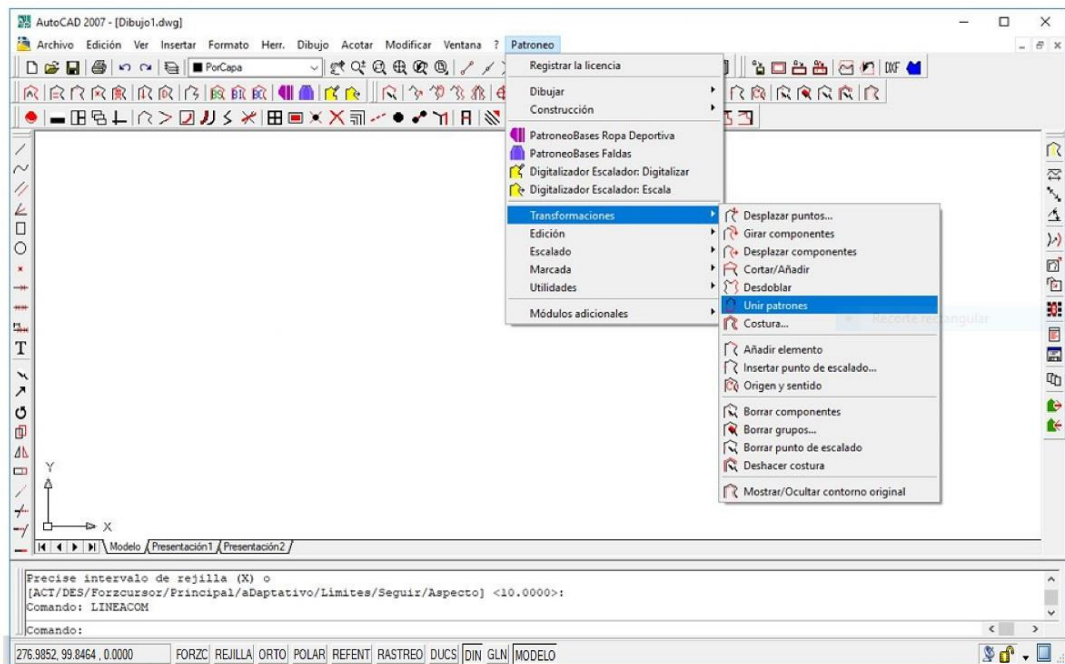 AutoCAD 2007 - [Dibujo1.dwg]
Archivo Edición Ver Insertar Formato Herr. Dibujo Acotar Modificar Ventana ? Patroneo
PorCapa
DXF
Registrar la licencia
Dibujar
Construcción
PatroneoBases Ropa Deportiva
PatroneoBases Faldas
Digitalizador Escalador: Digitalizar
Digitalizador Escalador: Escala
Transformaciones
Edición
Escalado
Marcada
Utilidades
Módulos adicionales
Desplazar puntos...
Girar componentes
Desplazar componentes
Cortar/Añadir
Desdoblar
Unir patrones
Costura...
Añadir elemento
Insertar punto de escalado...
Origen y sentido
Borrar componentes
Borrar grupos...
Borrar punto de escalado
Deshacer costura
Mostrar/Ocultar contorno original
Recorte rectangular
T
Y
X
Modelo Presentación1 Presentación2
Precise intervalo de rejilla (X) o
[ACT/DES/Forzcursor/Principal/aDaptativo/Límites/Seguir/Aspecto] <10.0000>:
Comando: LINEACOM
Comando:
276.9852, 99.8464 , 0.0000 FORZC REJILLA ORTO POLAR REFENT RASTREO DUCS DIN GLN MODELO